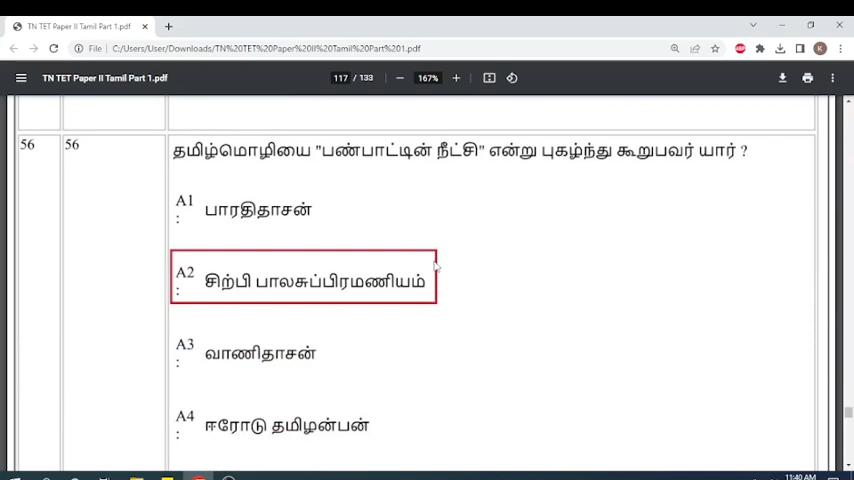 TN TET Paper II Tamil Part 1.pdf
File
C:/Users/User/Downloads/TN%20TET%20Paper%20II%20Tamil%20Part%201.pdf
ABP
K
TN TET Paper II Tamil Part 1.pdf
117 / 133
167%
56 56 தமிழ்மொழியை "பண்பாட்டின் நீட்சி" என்று புகழ்ந்து கூறுபவர் யார் ?
A1 : பாரதிதாசன்
A2 : சிற்பி பாலசுப்பிரமணியம்
A3 : வாணிதாசன்
A4 : ஈரோடு தமிழன்பன்
11:40 AM